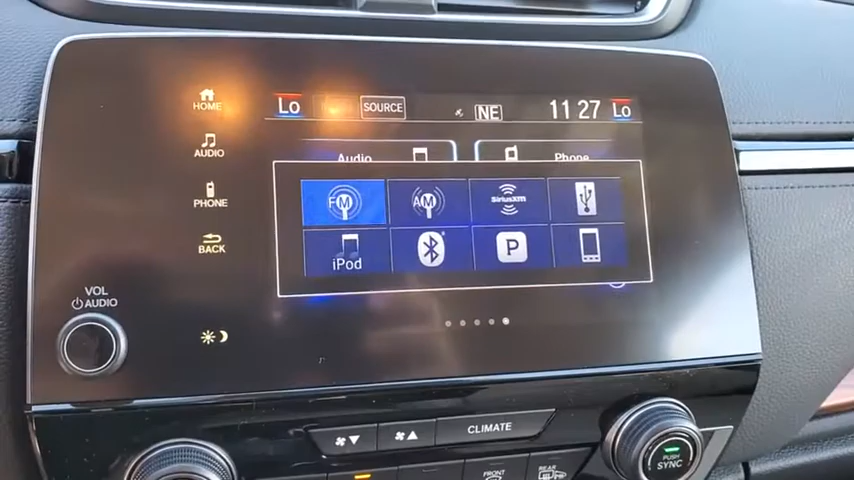 HOME
Lo
SOURCE
NE
11:27
Lo
AUDIO
Audio
Phone
PHONE
FM
AM
SiriusXM
BACK
iPod
P
VOL
AUDIO
CLIMATE
FRONT
REAR
PUSH
SYNC